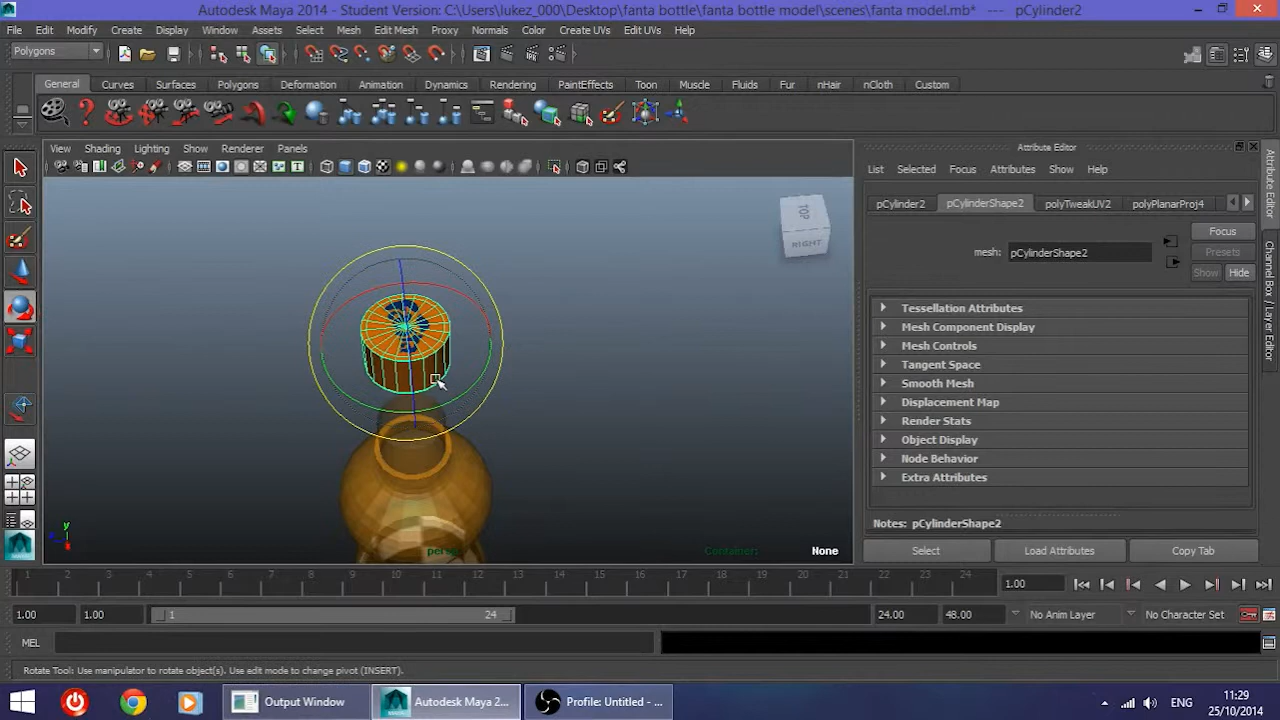 Autodesk Maya 2014 - Student Version: C:\Users\lukez_000\Desktop\fanta bottle\fanta bottle model\scenes\fanta model.mb* --- pCylinder2
File Edit Modify Create Display Window Assets Select Mesh Edit Mesh Proxy Normals Color Create UVs Edit UVs Help
Polygons
General Curves Surfaces Polygons Deformation Animation Dynamics Rendering PaintEffects Toon Muscle Fluids Fur nHair nCloth Custom
View Shading Lighting Show Renderer Panels
Attribute Editor
List Selected Focus Attributes Show Help
pCylinder2 pCylinderShape2 polyTweakUV2 polyPlanarProj4
Focus
mesh: pCylinderShape2
Presets
Show Hide
Tessellation Attributes
Mesh Component Display
Mesh Controls
Tangent Space
Smooth Mesh
Displacement Map
Render Stats
Object Display
Node Behavior
Extra Attributes
Notes: pCylinderShape2
Select Load Attributes Copy Tab
Attribute Editor
Channel Box / Layer Editor
TOP
RIGHT
y
persp
Container: None
1 2 3 4 5 6 7 8 9 10 11 12 13 14 15 16 17 18 19 20 21 22 23 24 1.00
1.00 1.00 1 24 24.00 48.00 No Anim Layer No Character Set
MEL
Rotate Tool: Use manipulator to rotate object(s). Use edit mode to change pivot (INSERT).
Output Window Autodesk Maya 2... Profile: Untitled - ... ENG 11:29
25/10/2014